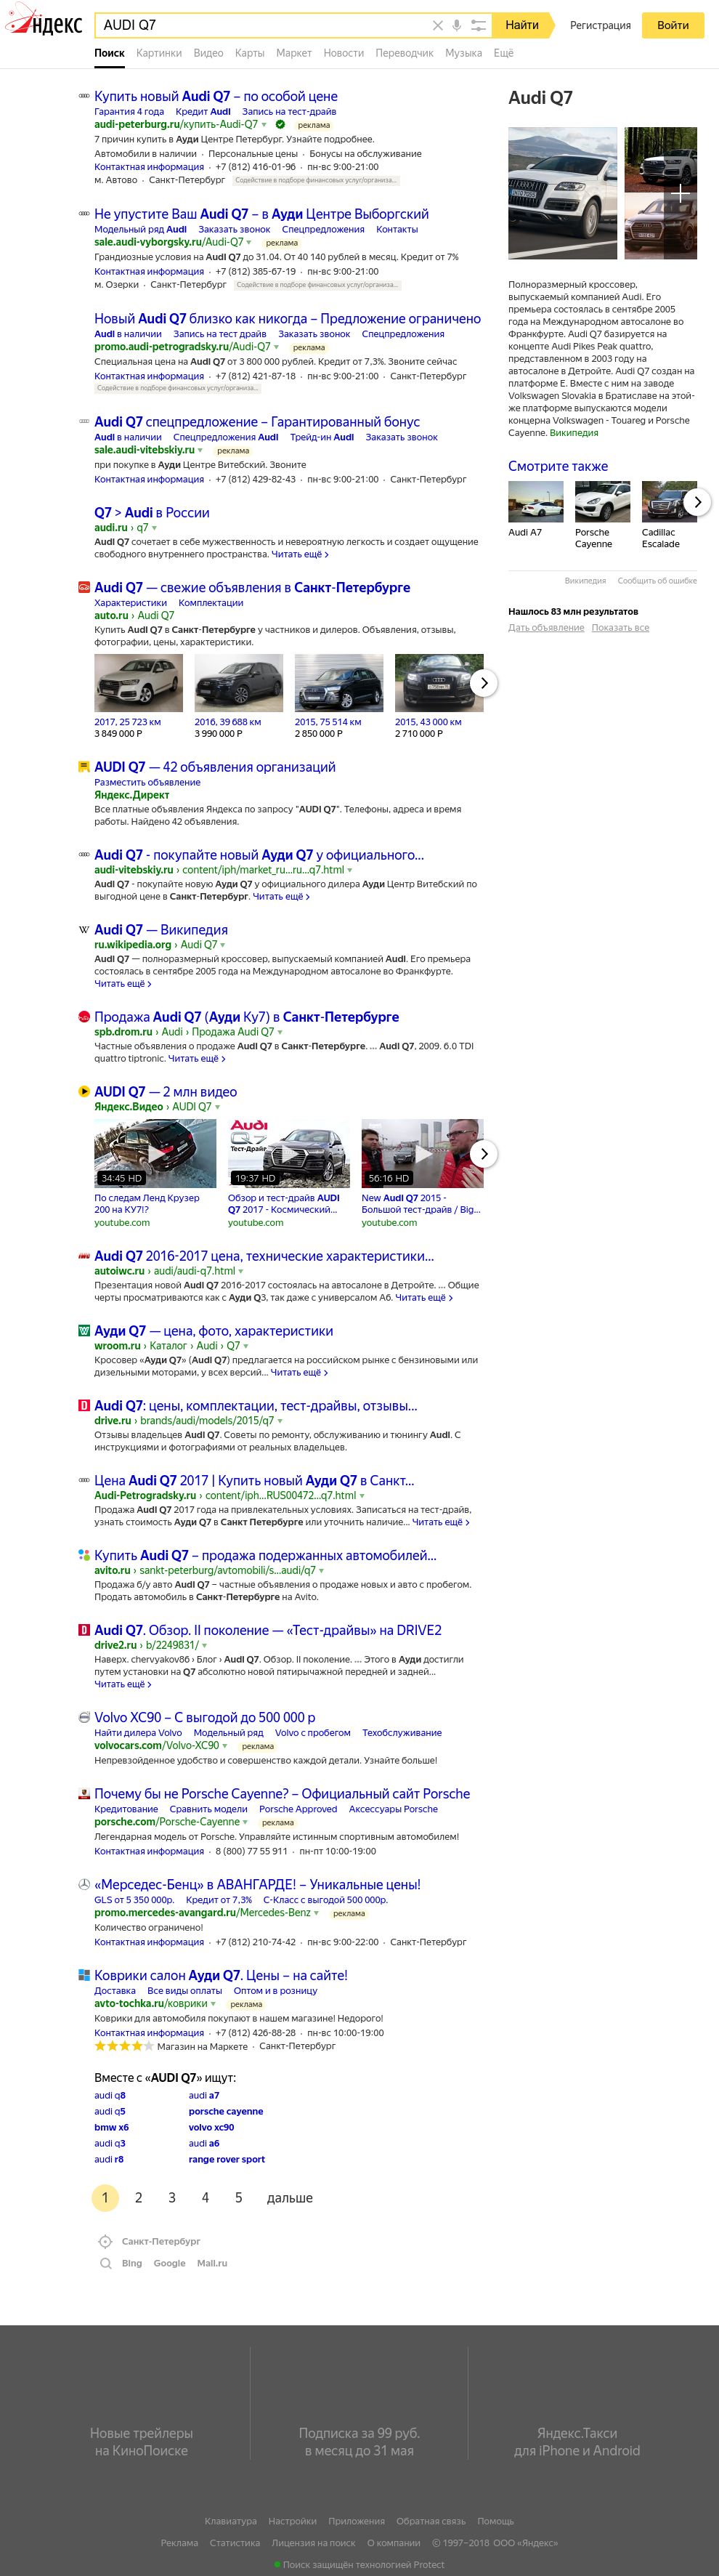 Яндекс
AUDI Q7
Найти
Регистрация
Войти
Поиск Картинки Видео Карты Маркет Новости Переводчик Музыка Ещё
Купить новый Audi Q7 – по особой цене
Гарантия 4 года Кредит Audi Запись на тест-драйв
audi-peterburg.ru/купить-Audi-Q7 реклама
7 причин купить в Ауди Центре Петербург. Узнайте подробнее.
Автомобили в наличии · Персональные цены · Бонусы на обслуживание
Контактная информация · +7 (812) 416-01-96 · пн-вс 9:00-21:00
м. Автово · Санкт-Петербург Содействие в подборе финансовых услуг/организа...
Не упустите Ваш Audi Q7 – в Ауди Центре Выборгский
Модельный ряд Audi Заказать звонок Спецпредложения Контакты
sale.audi-vyborgsky.ru/Audi-Q7 реклама
Грандиозные условия на Audi Q7 до 31.04. От 40 140 рублей в месяц. Кредит от 7%
Контактная информация · +7 (812) 385-67-19 · пн-вс 9:00-21:00
м. Озерки · Санкт-Петербург Содействие в подборе финансовых услуг/организа...
Новый Audi Q7 близко как никогда – Предложение ограничено
Audi в наличии Запись на тест драйв Заказать звонок Спецпредложения
promo.audi-petrogradsky.ru/Audi-Q7 реклама
Специальная цена на Audi Q7 от 3 800 000 рублей. Кредит от 7,3%. Звоните сейчас
Контактная информация · +7 (812) 421-87-18 · пн-вс 9:00-21:00 · Санкт-Петербург
Содействие в подборе финансовых услуг/организа...
Audi Q7 спецпредложение – Гарантированный бонус
Audi в наличии Спецпредложения Audi Трейд-ин Audi Заказать звонок
sale.audi-vitebskiy.ru реклама
при покупке в Ауди Центре Витебский. Звоните
Контактная информация · +7 (812) 429-82-43 · пн-вс 9:00-21:00 · Санкт-Петербург
Q7 > Audi в России
audi.ru › q7
Audi Q7 сочетает в себе мужественность и невероятную легкость и создает ощущение
свободного внутреннего пространства. Читать ещё ›
Audi Q7 — свежие объявления в Санкт-Петербурге
Характеристики Комплектации
auto.ru › Audi Q7
Купить Audi Q7 в Санкт-Петербурге у частников и дилеров. Объявления, отзывы,
фотографии, цены, характеристики.
2017, 25 723 км 2016, 39 688 км 2015, 75 514 км 2015, 43 000 км
3 849 000 Р 3 990 000 Р 2 850 000 Р 2 710 000 Р
AUDI Q7 — 42 объявления организаций
Разместить объявление
Яндекс.Директ
Все платные объявления Яндекса по запросу "AUDI Q7". Телефоны, адреса и время
работы. Найдено 42 объявления.
Audi Q7 - покупайте новый Ауди Q7 у официального...
audi-vitebskiy.ru › content/iph/market_ru...ru...q7.html
Audi Q7 - покупайте новую Ауди Q7 у официального дилера Ауди Центр Витебский по
выгодной цене в Санкт-Петербург. Читать ещё ›
Audi Q7 — Википедия
ru.wikipedia.org › Audi Q7
Audi Q7 — полноразмерный кроссовер, выпускаемый компанией Audi. Его премьера
состоялась в сентябре 2005 года на Международном автосалоне во Франкфурте.
Читать ещё ›
Продажа Audi Q7 (Ауди Ку7) в Санкт-Петербурге
spb.drom.ru › Audi › Продажа Audi Q7
Частные объявления о продаже Audi Q7 в Санкт-Петербурге. ... Audi Q7, 2009. 6.0 TDI
quattro tiptronic. Читать ещё ›
AUDI Q7 — 2 млн видео
Яндекс.Видео › AUDI Q7
Audi
Q7
Тест-Драйв
34:45 HD 19:37 HD 56:16 HD
По следам Ленд Крузер Обзор и тест-драйв AUDI New Audi Q7 2015 -
200 на КУ7!? Q7 2017 - Космический... Большой тест-драйв / Big...
youtube.com youtube.com youtube.com
Audi Q7 2016-2017 цена, технические характеристики...
autoiwc.ru › audi/audi-q7.html
Презентация новой Audi Q7 2016-2017 состоялась на автосалоне в Детройте. ... Общие
черты просматриваются как с Ауди Q3, так даже с универсалом А6. Читать ещё ›
Ауди Q7 — цена, фото, характеристики
wroom.ru › Каталог › Audi › Q7
Кросовер «Ауди Q7» (Audi Q7) предлагается на российском рынке с бензиновыми или
дизельными моторами, у всех версий... Читать ещё ›
Audi Q7: цены, комплектации, тест-драйвы, отзывы...
drive.ru › brands/audi/models/2015/q7
Отзывы владельцев Audi Q7. Советы по ремонту, обслуживанию и тюнингу Audi. С
инструкциями и фотографиями от реальных владельцев.
Цена Audi Q7 2017 | Купить новый Ауди Q7 в Санкт...
Audi-Petrogradsky.ru › content/iph...RUS00472...q7.html
Продажа Audi Q7 2017 года на привлекательных условиях. Записаться на тест-драйв,
узнать стоимость Ауди Q7 в Санкт Петербурге или уточнить наличие... Читать ещё ›
Купить Audi Q7 – продажа подержанных автомобилей...
avito.ru › sankt-peterburg/avtomobili/s...audi/q7
Продажа б/у авто Audi Q7 – частные объявления о продаже новых и авто с пробегом.
Продать автомобиль в Санкт-Петербурге на Avito.
Audi Q7. Обзор. II поколение — «Тест-драйвы» на DRIVE2
drive2.ru › b/2249831/
Наверх. chervyakov86 › Блог › Audi Q7. Обзор. II поколение. ... Этого в Ауди достигли
путем установки на Q7 абсолютно новой пятирычажной передней и задней...
Читать ещё ›
Volvo XC90 – С выгодой до 500 000 р
Найти дилера Volvo Модельный ряд Volvo с пробегом Техобслуживание
volvocars.com/Volvo-XC90 реклама
Непревзойденное удобство и совершенство каждой детали. Узнайте больше!
Почему бы не Porsche Cayenne? – Официальный сайт Porsche
Кредитование Сравнить модели Porsche Approved Аксессуары Porsche
porsche.com/Porsche-Cayenne реклама
Легендарная модель от Porsche. Управляйте истинным спортивным автомобилем!
Контактная информация · 8 (800) 77 55 911 · пн-пт 10:00-19:00
«Мерседес-Бенц» в АВАНГАРДЕ! – Уникальные цены!
GLS от 5 350 000р. Кредит от 7,3% С-Класс с выгодой 500 000р.
promo.mercedes-avangard.ru/Mercedes-Benz реклама
Количество ограничено!
Контактная информация · +7 (812) 210-74-42 · пн-вс 9:00-22:00 · Санкт-Петербург
Коврики салон Ауди Q7. Цены – на сайте!
Доставка Все виды оплаты Оптом и в розницу
avto-tochka.ru/коврики реклама
Коврики для автомобиля покупают в нашем магазине! Недорого!
Контактная информация · +7 (812) 426-88-28 · пн-вс 10:00-19:00
Магазин на Маркете · Санкт-Петербург
Вместе с «AUDI Q7» ищут:
audi q8 audi a7
audi q5 porsche cayenne
bmw x6 volvo xc90
audi q3 audi a6
audi r8 range rover sport
1 2 3 4 5 дальше
Санкт-Петербург
Bing Google Mail.ru
Audi Q7
Полноразмерный кроссовер,
выпускаемый компанией Audi. Его
премьера состоялась в сентябре 2005
года на Международном автосалоне во
Франкфурте. Audi Q7 базируется на
концепте Audi Pikes Peak quattro,
представленном в 2003 году на
автосалоне в Детройте. Audi Q7 создан на
платформе E. Вместе с ним на заводе
Volkswagen Slovakia в Братиславе на этой-
же платформе выпускаются модели
концерна Volkswagen - Touareg и Porsche
Cayenne. Википедия
Смотрите также
Audi A7 Porsche Cadillac
Cayenne Escalade
Википедия Сообщить об ошибке
Нашлось 83 млн результатов
Дать объявление Показать все
Новые трейлеры
на КиноПоиске
Подписка за 99 руб.
в месяц до 31 мая
Яндекс.Такси
для iPhone и Android
Клавиатура Настройки Приложения Обратная связь Помощь
Реклама Статистика Лицензия на поиск О компании © 1997–2018 ООО «Яндекс»
Поиск защищён технологией Protect